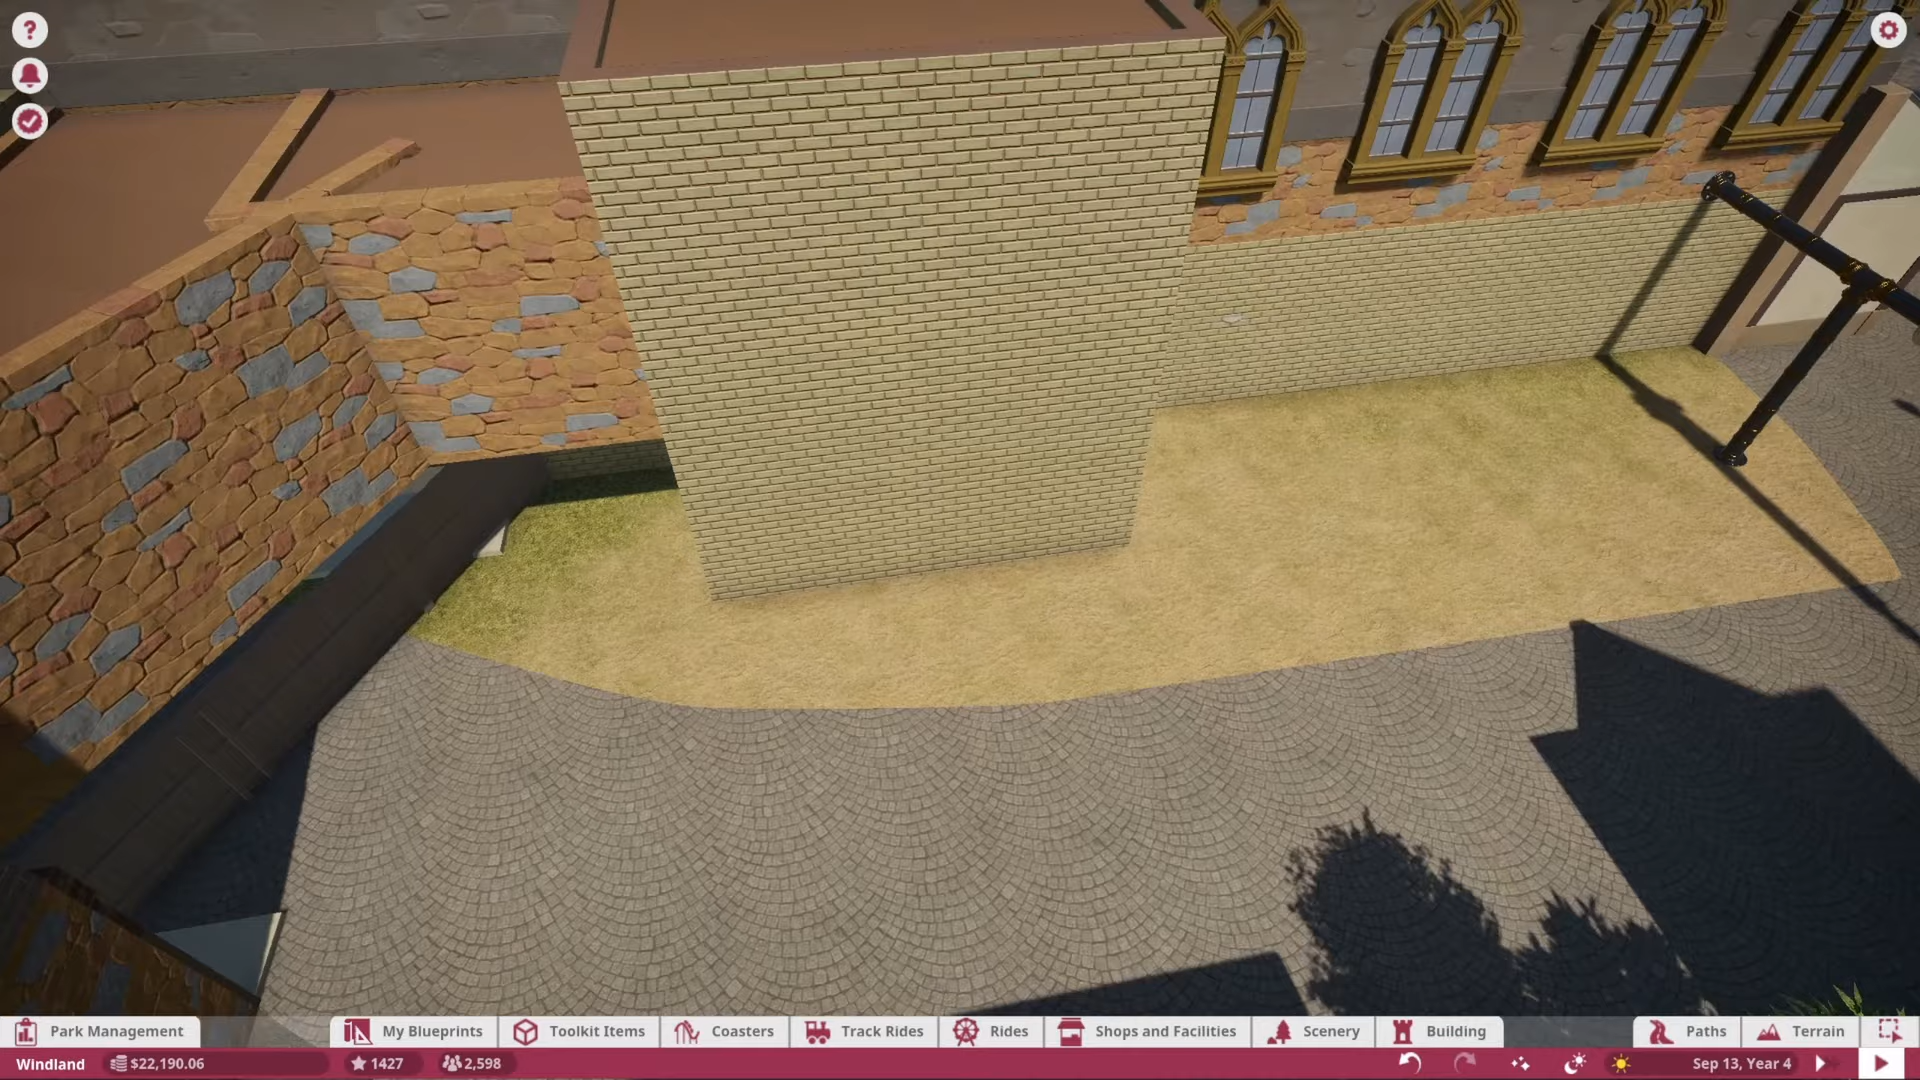 ?
Park Management
My Blueprints
Toolkit Items
Coasters
Track Rides
Rides
Shops and Facilities
Scenery
Building
Paths
Terrain
Windland
$22,190.06
1427
2,598
Sep 13, Year 4